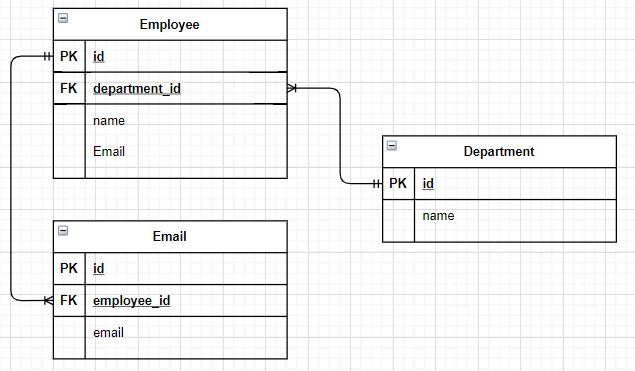 Employee
PK id
FK department_id
name
Email
Department
PK id
name
Email
PK id
FK employee_id
email